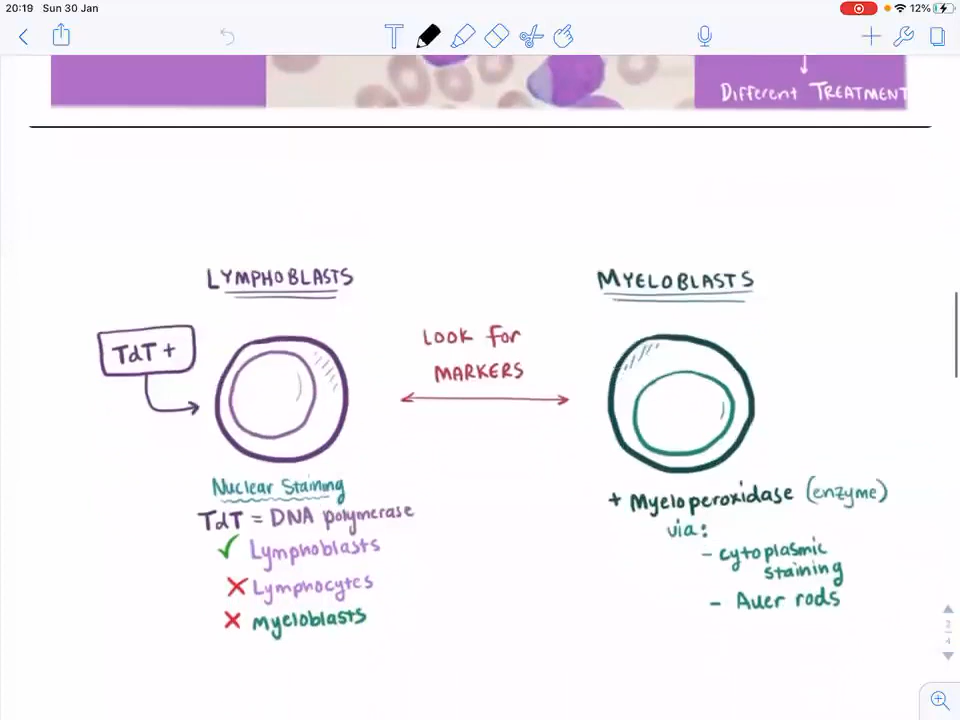 20:19 Sun 30 Jan
12%
T
Different TREATMENT
LYMPHOBLASTS
MYELOBLASTS
TdT +
LOOK for
MARKERS
Nuclear Staining
TdT = DNA polymerase
Lymphoblasts
Lymphocytes
myeloblasts
+ Myeloperoxidase (enzyme)
via:
- cytoplasmic
staining
- Auer rods